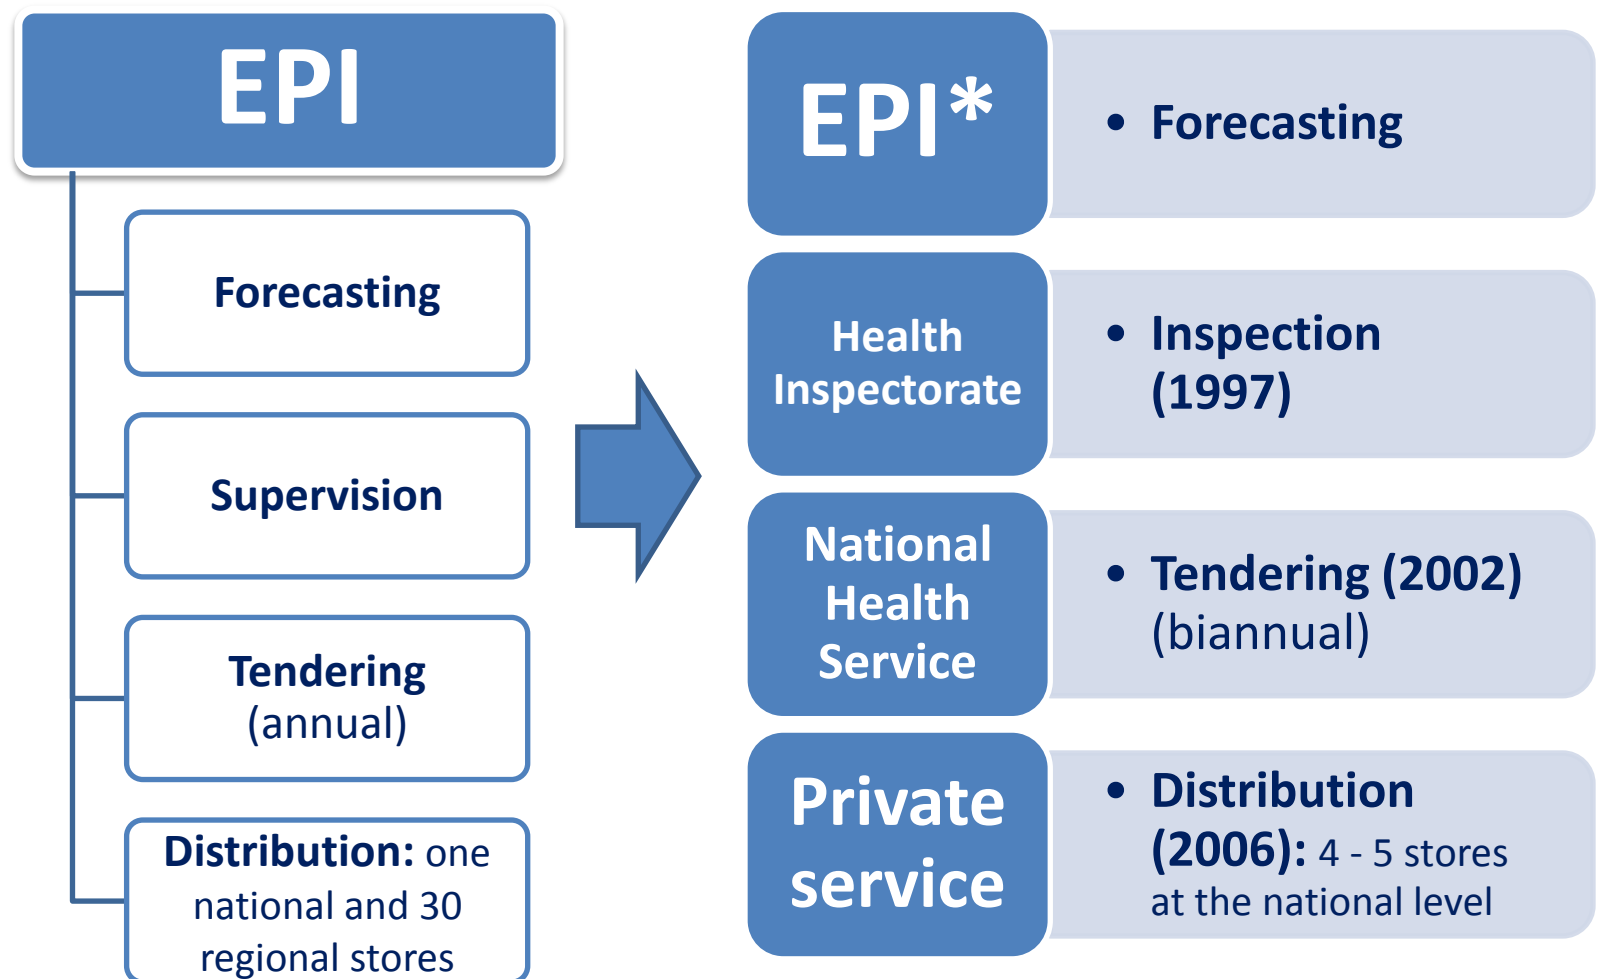 EPI
Forecasting
Supervision
Tendering
(annual)
Distribution: one
national and 30
regional stores
EPI*
• Forecasting
Health
Inspectorate
• Inspection
(1997)
National
Health
Service
• Tendering (2002)
(biannual)
Private
service
• Distribution
(2006): 4 - 5 stores
at the national level